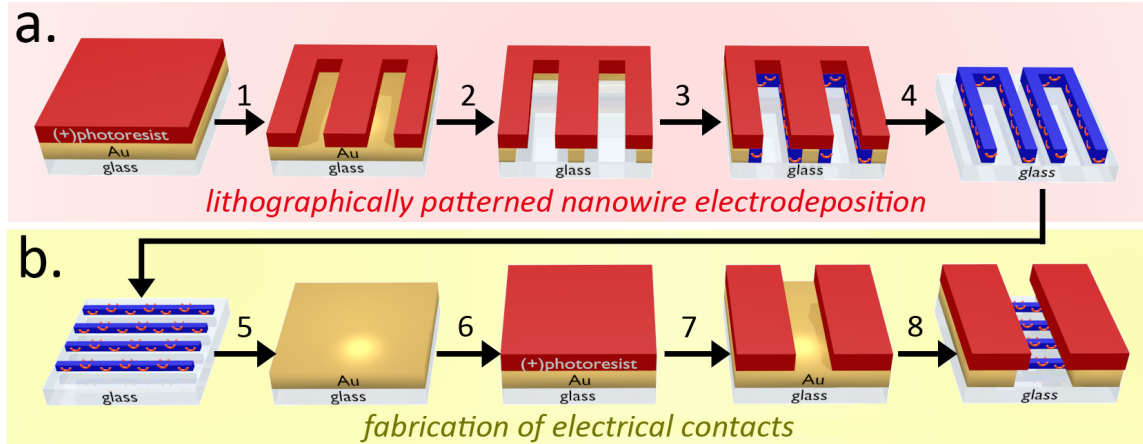 a.
1
2
3
4
(+)photoresist
Au
glass
Au
glass
glass
glass
glass
lithographically patterned nanowire electrodeposition
b.
5
6
7
8
glass
Au
glass
(+)photoresist
Au
glass
Au
glass
glass
fabrication of electrical contacts